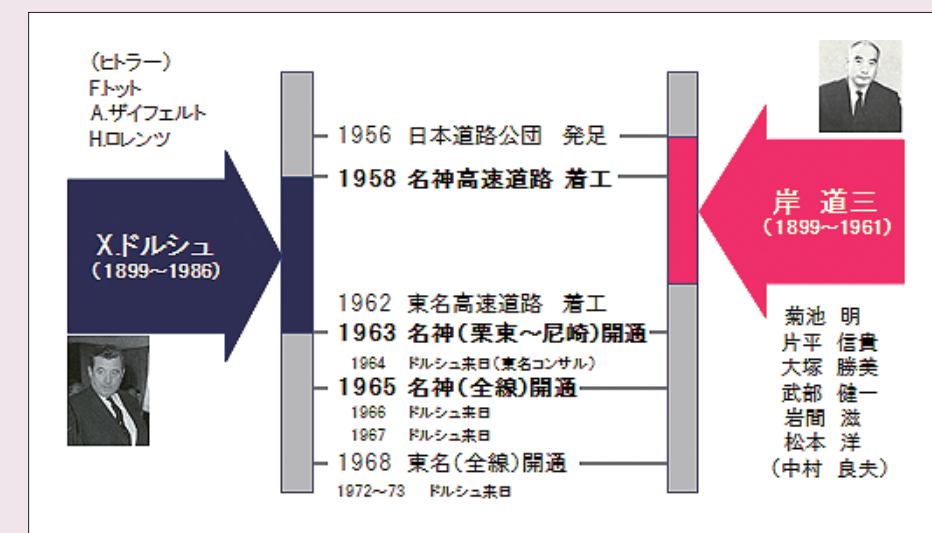 (ヒトラー)
F.トット
A.ザイフェルト
H.ロレンツ
X.ドルシュ
(1899~1986)
1956 日本道路公団 発足
1958 名神高速道路 着工
1962 東名高速道路 着工
1963 名神(栗東~尼崎)開通
1964 ドルシュ来日(東名コンサル)
1965 名神(全線)開通
1966 ドルシュ来日
1967 ドルシュ来日
1968 東名(全線)開通
1972~73 ドルシュ来日
岸 道三
(1899~1961)
菊池 明
片平 信貴
大塚 勝美
武部 健一
岩間 滋
松本 洋
(中村 良夫)